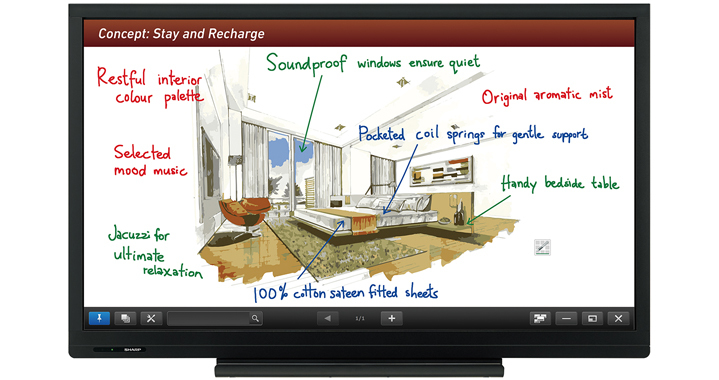 Concept: Stay and Recharge
Soundproof windows ensure quiet
Restful interior
colour palette
Original aromatic mist
Pocketed coil springs for gentle support
Selected
mood music
Handy bedside table
Jacuzzi for
ultimate
relaxation
100% cotton sateen fitted sheets
1/1
SHARP